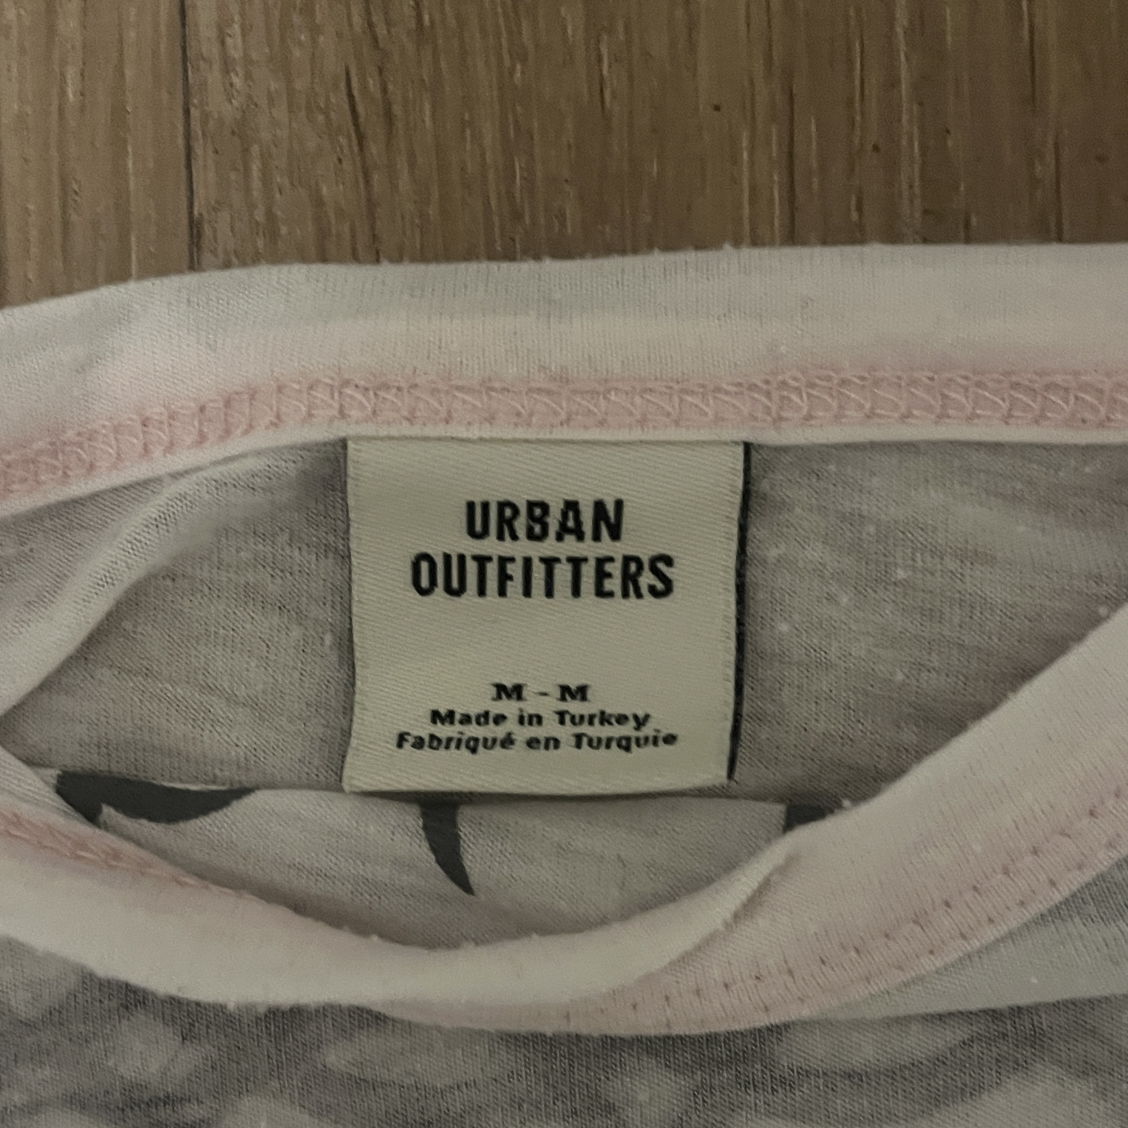 URBAN
OUTFITTERS
M - M
Made in Turkey
Fabriqué en Turquie